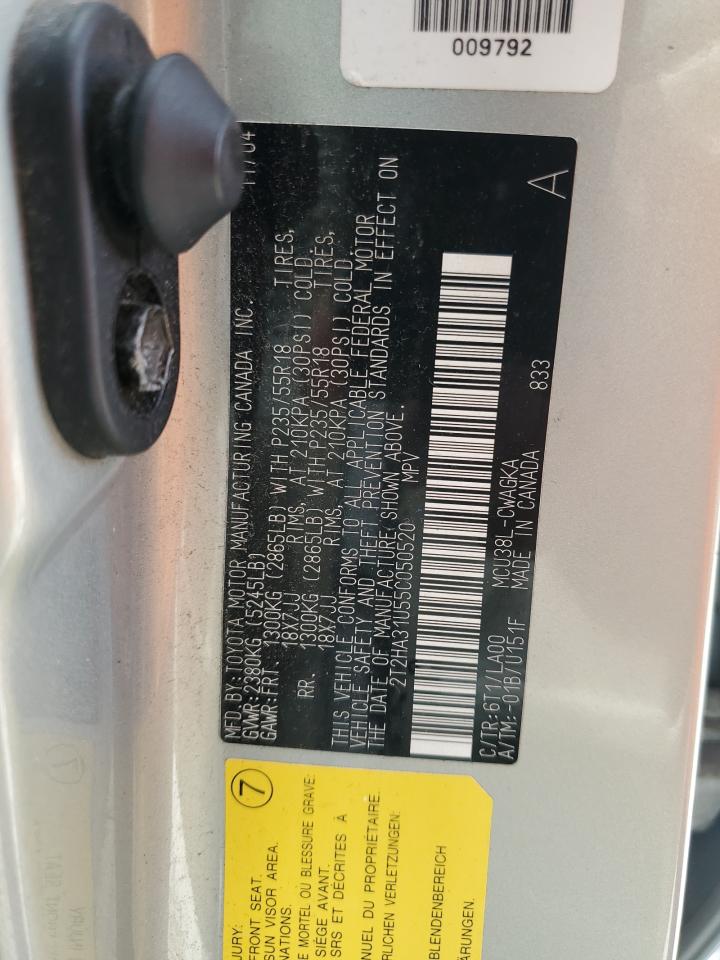 009792
MFD.BY:TOYOTA MOTOR MANUFACTURING CANADA INC. 11/04
GVWR:2380KG (5245LB)
GAWR:FRT. 1300KG (2865LB) WITH P235/55R18 TIRES,
18X7JJ RIMS, AT 210KPA (30PSI) COLD.
RR. 1300KG (2865LB) WITH P235/55R18 TIRES,
18X7JJ RIMS, AT 210KPA (30PSI) COLD.
THIS VEHICLE CONFORMS TO ALL APPLICABLE FEDERAL MOTOR
VEHICLE SAFETY AND THEFT PREVENTION STANDARDS IN EFFECT ON
THE DATE OF MANUFACTURE SHOWN ABOVE.
2T2HA31U55C050520 MPV
C/TR:6T1/LA00 MCU38L-CWAGKA 833 A
A/TM:-01B/U151F MADE IN CANADA
7
JURY:
FRONT SEAT.
SUN VISOR AREA.
NATIONS.
E MORTEL OÙ BLESSURE GRAVE:
SIÈGE AVANT.
SRS ET DÉCRITES À
NUEL DU PROPRIÉTAIRE.
RLICHEN VERLETZUNGEN:
BLENDENBEREICH
ÄRUNGEN.